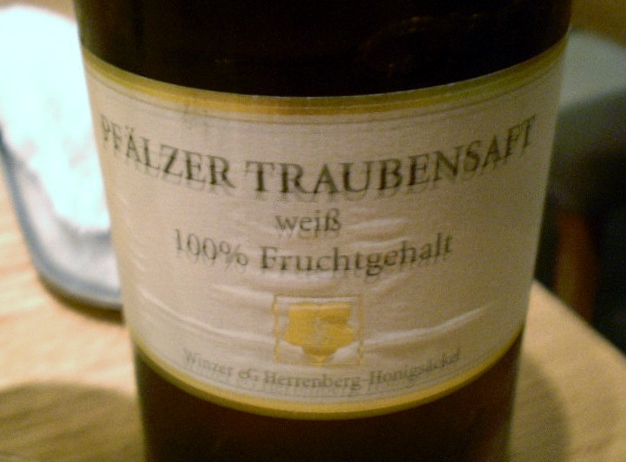 PFÄLZER TRAUBENSAFT
weiß
100% Fruchtgehalt
Winzer eG Herrenberg-Honigsäckel